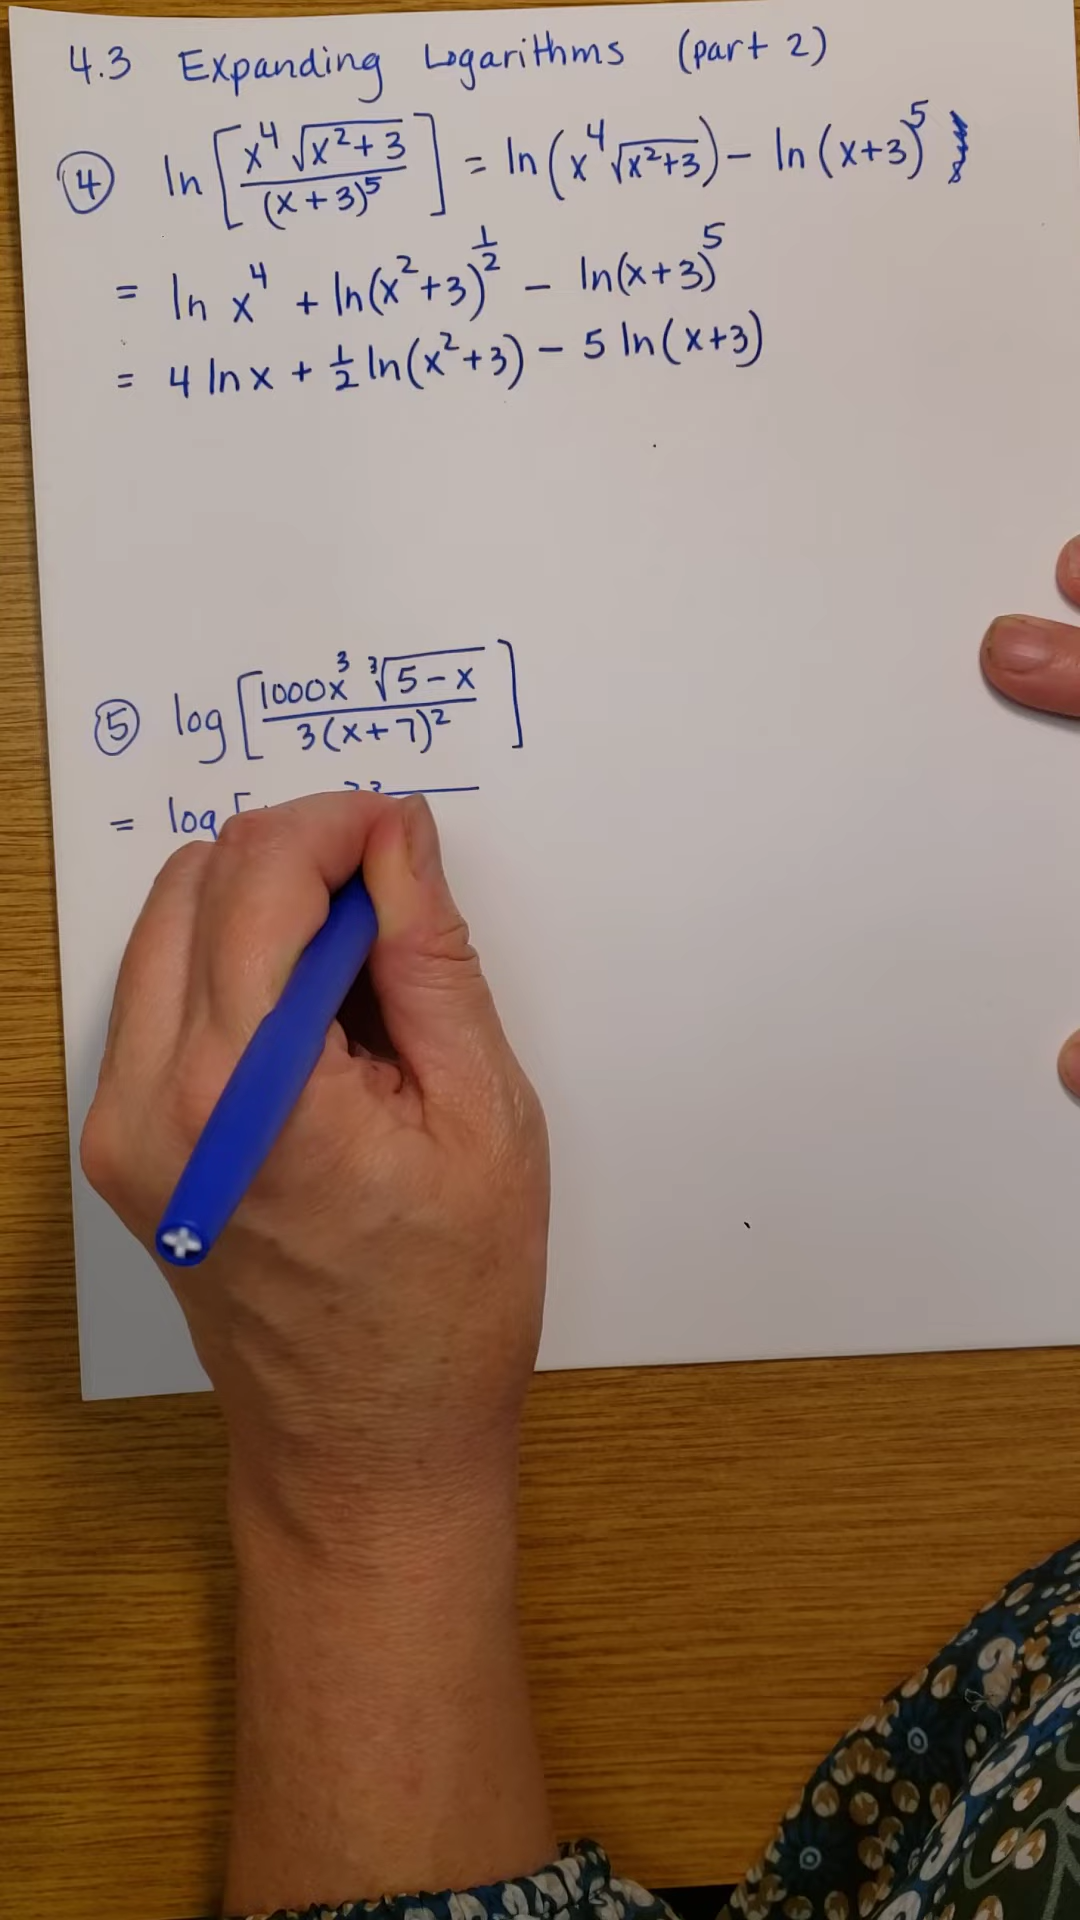 4.3 Expanding Logarithms (part 2)
④ ln [x⁴ √(x²+3) / (x+3)⁵] = ln(x⁴ √(x²+3)) − ln(x+3)⁵
= ln x⁴ + ln(x²+3)^(1/2) − ln(x+3)⁵
= 4 ln x + 1/2 ln(x²+3) − 5 ln(x+3)
⑤ log [1000x³ ∛(5−x) / 3(x+7)²]
= log [